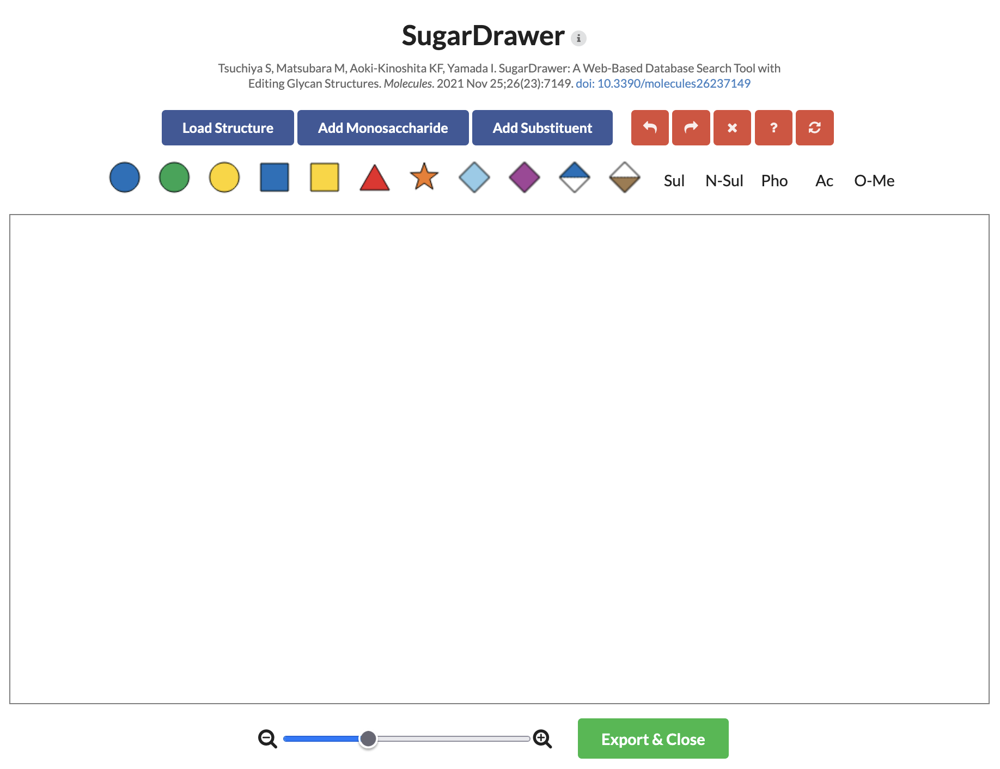 SugarDrawer i
Tsuchiya S, Matsubara M, Aoki-Kinoshita KF, Yamada I. SugarDrawer: A Web-Based Database Search Tool with
Editing Glycan Structures. Molecules. 2021 Nov 25;26(23):7149. doi: 10.3390/molecules26237149
Load Structure Add Monosaccharide Add Substituent ?
Sul N-Sul Pho Ac O-Me
Export & Close